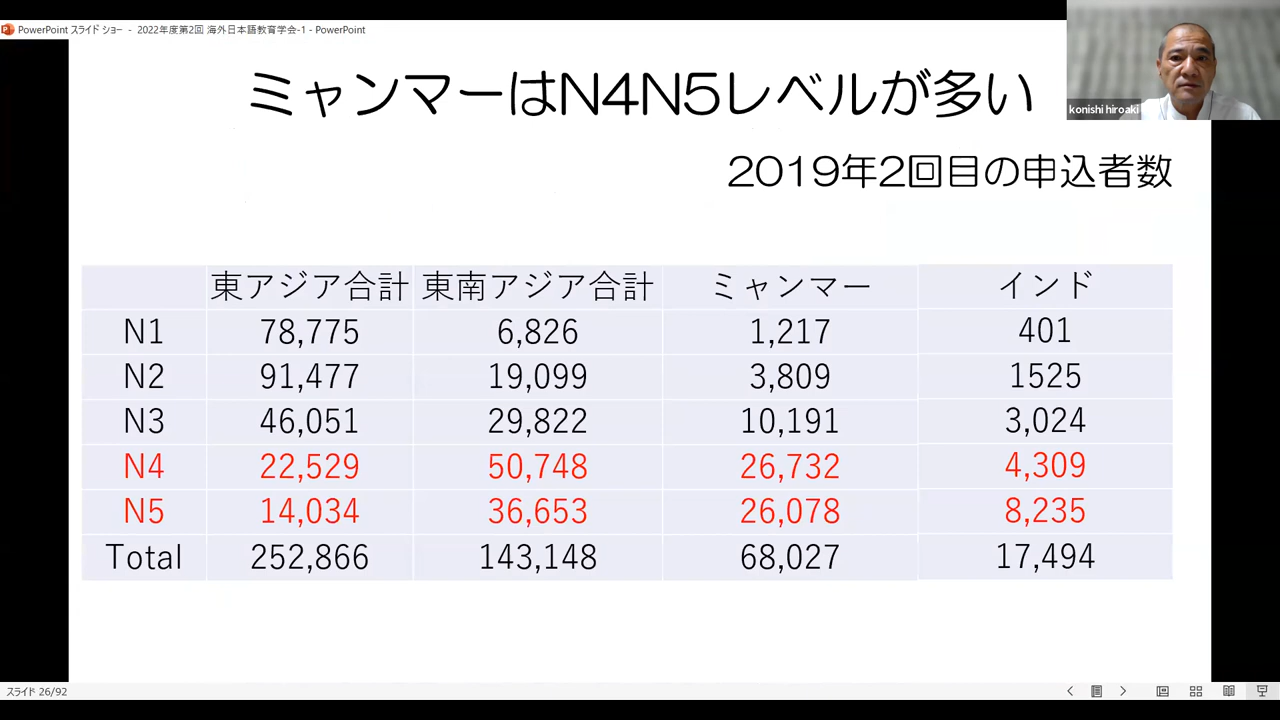 PowerPoint スライド ショー - 2022年度第2回 海外日本語教育学会-1 - PowerPoint
konishi hiroaki
ミャンマーはN4N5レベルが多い
2019年2回目の申込者数
東アジア合計 東南アジア合計 ミャンマー インド
N1 78,775 6,826 1,217 401
N2 91,477 19,099 3,809 1525
N3 46,051 29,822 10,191 3,024
N4 22,529 50,748 26,732 4,309
N5 14,034 36,653 26,078 8,235
Total 252,866 143,148 68,027 17,494
スライド 26/92